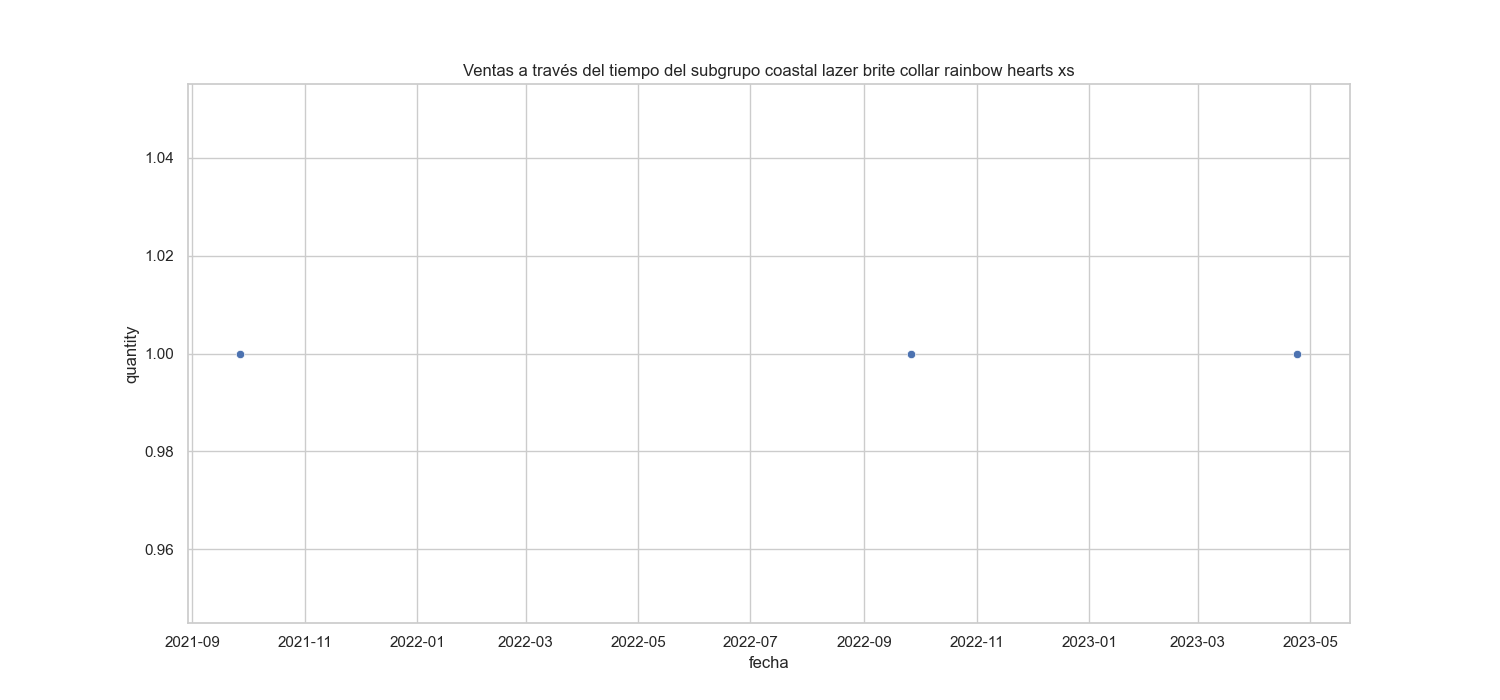 Ventas a través del tiempo del subgrupo coastal lazer brite collar rainbow hearts xs
1.04
1.02
1.00
0.98
0.96
quantity
2021-09 2021-11 2022-01 2022-03 2022-05 2022-07 2022-09 2022-11 2023-01 2023-03 2023-05
fecha